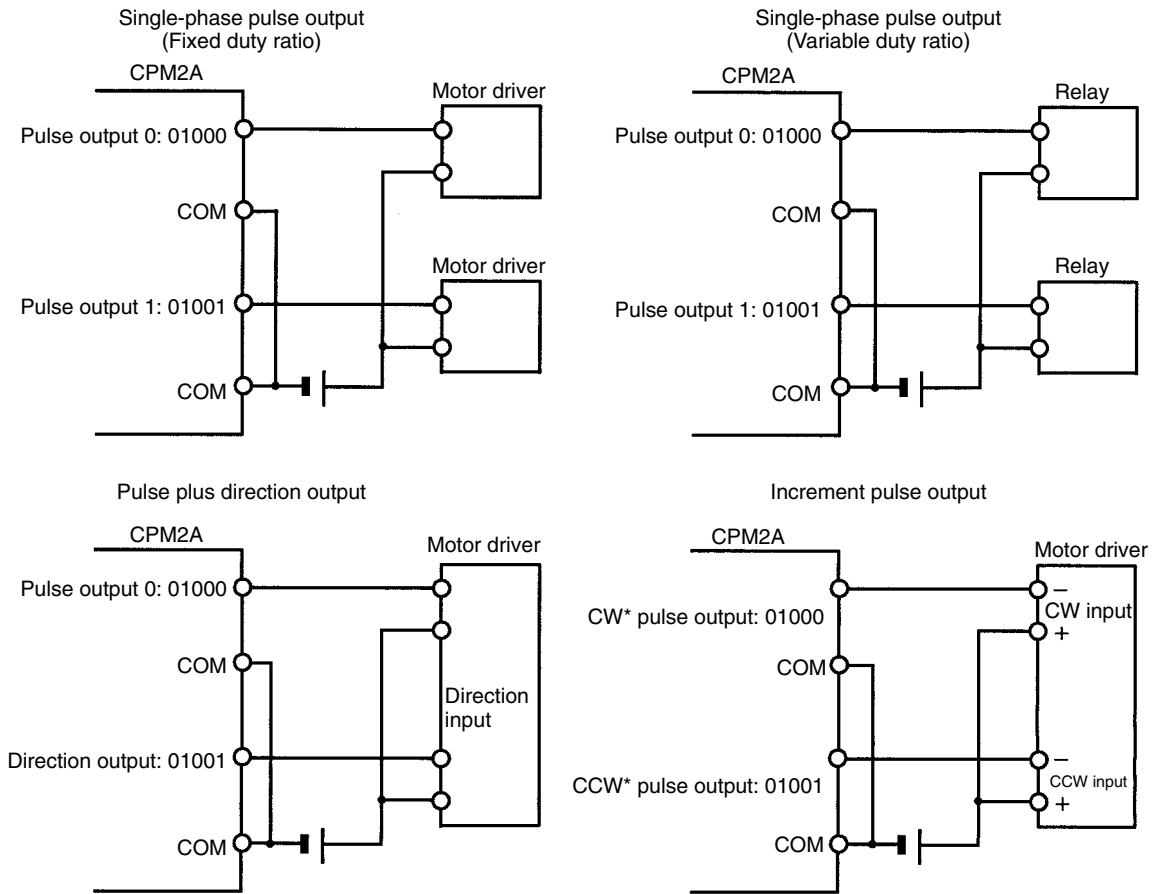 Single-phase pulse output
(Fixed duty ratio)
CPM2A
Motor driver
Pulse output 0: 01000
COM
Motor driver
Pulse output 1: 01001
COM
Single-phase pulse output
(Variable duty ratio)
CPM2A
Relay
Pulse output 0: 01000
COM
Relay
Pulse output 1: 01001
COM
Pulse plus direction output
CPM2A
Motor driver
Pulse output 0: 01000
COM
Direction
input
Direction output: 01001
COM
Increment pulse output
CPM2A
Motor driver
−
CW* pulse output: 01000
CW input
+
COM
−
CCW* pulse output: 01001
CCW input
+
COM